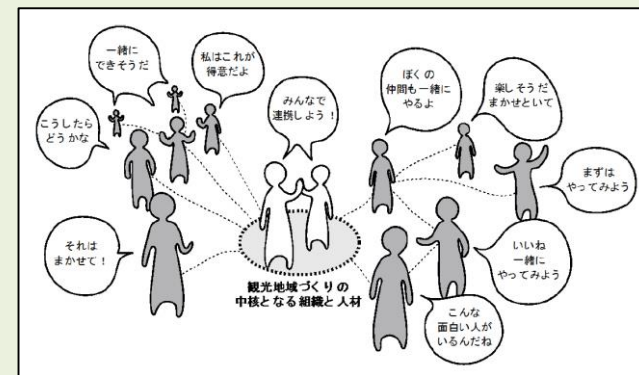 一緒に
できそうだ
私はこれが
得意だよ
こうしたら
どうかな
みんなで
連携しよう！
ぼくの
仲間も一緒に
やるよ
楽しそうだ
まかせといて
まずは
やってみよう
それは
まかせて！
いいね
一緒に
やってみよう
こんな
面白い人が
いるんだね
観光地域づくりの
中核となる組織と人材